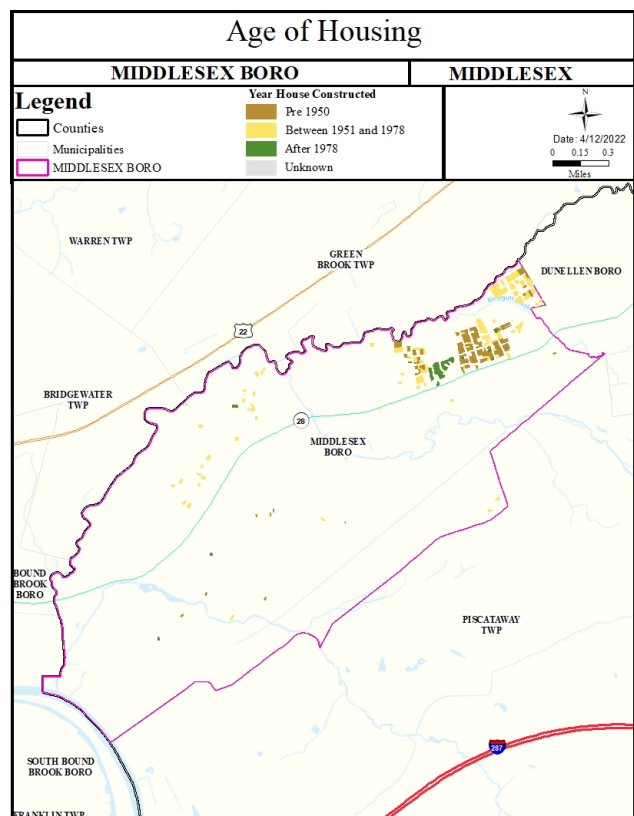 Age of Housing
MIDDLESEX BORO
MIDDLESEX
Legend
Counties
Municipalities
MIDDLESEX BORO
Year House Constructed
Pre 1950
Between 1951 and 1978
After 1978
Unknown
N
Date: 4/12/2022
0 0.15 0.3
Miles
WARREN TWP
GREEN
BROOK TWP
DUNELLEN BORO
22
BRIDGEWATER
TWP
28
MIDDLESEX
BORO
BOUND
BROOK
BORO
PISCATAWAY
TWP
287
SOUTH BOUND
BROOK BORO
FRANKLIN TWP